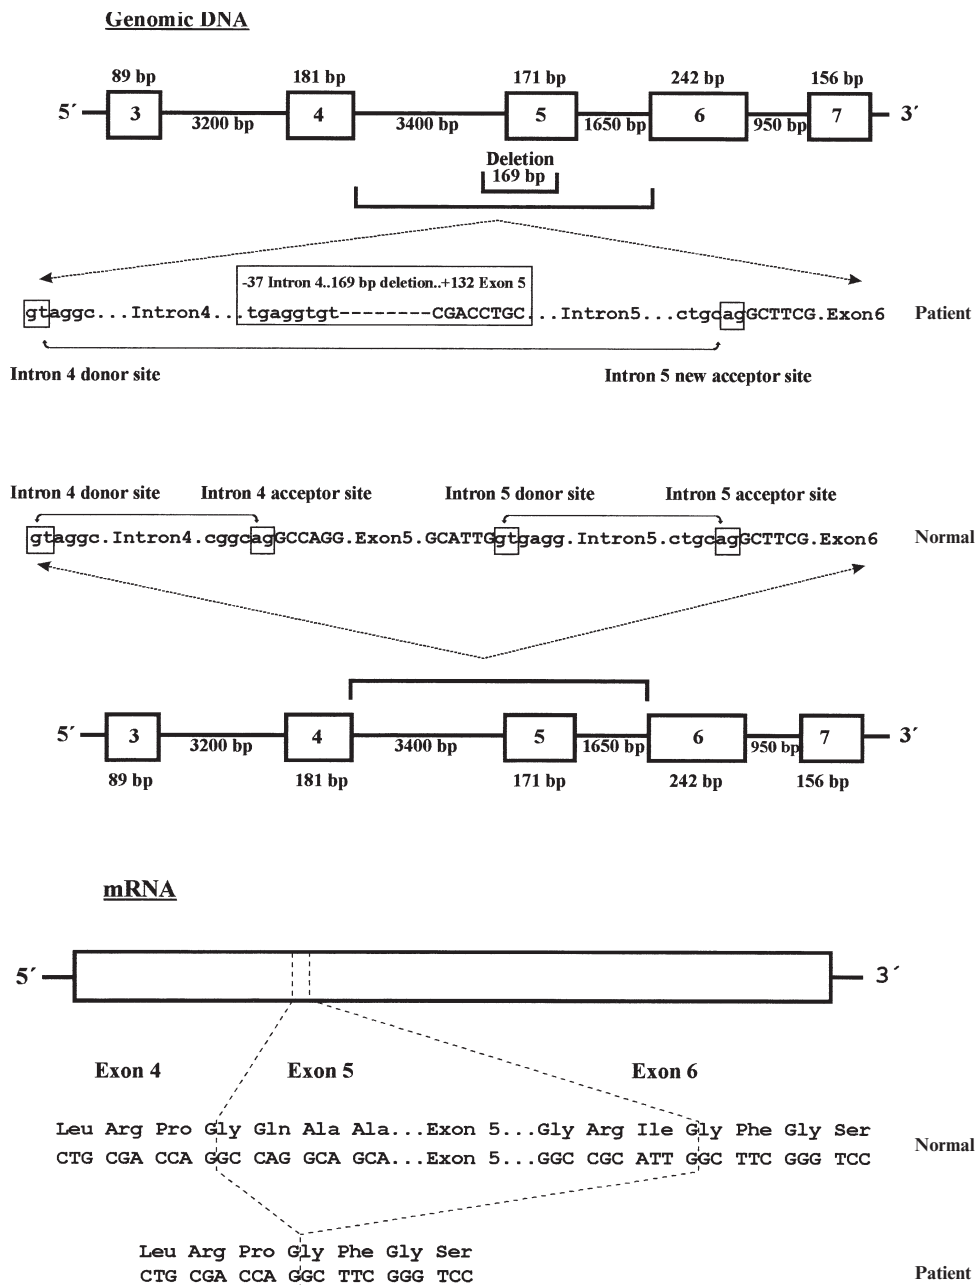 Genomic DNA
89 bp 181 bp 171 bp 242 bp 156 bp
5´ 3 4 5 6 7 3´
3200 bp 3400 bp 1650 bp 950 bp
Deletion
169 bp
-37 Intron 4..169 bp deletion..+132 Exon 5
gtaggc...Intron4...tgaggtgt--------CGACCTGC...Intron5...ctgcagGCTTCG.Exon6 Patient
Intron 4 donor site Intron 5 new acceptor site
Intron 4 donor site Intron 4 acceptor site Intron 5 donor site Intron 5 acceptor site
gtaggc.Intron4.cggcagGCCAGG.Exon5.GCATTGgtgagg.Intron5.ctgcagGCTTCG.Exon6 Normal
5´ 3 4 5 6 7 3´
3200 bp 3400 bp 1650 bp 950 bp
89 bp 181 bp 171 bp 242 bp 156 bp
mRNA
5´ 3´
Exon 4 Exon 5 Exon 6
Leu Arg Pro Gly Gln Ala Ala...Exon 5...Gly Arg Ile Gly Phe Gly Ser
CTG CGA CCA GGC CAG GCA GCA...Exon 5...GGC CGC ATT GGC TTC GGG TCC Normal
Leu Arg Pro Gly Phe Gly Ser
CTG CGA CCA GGC TTC GGG TCC Patient